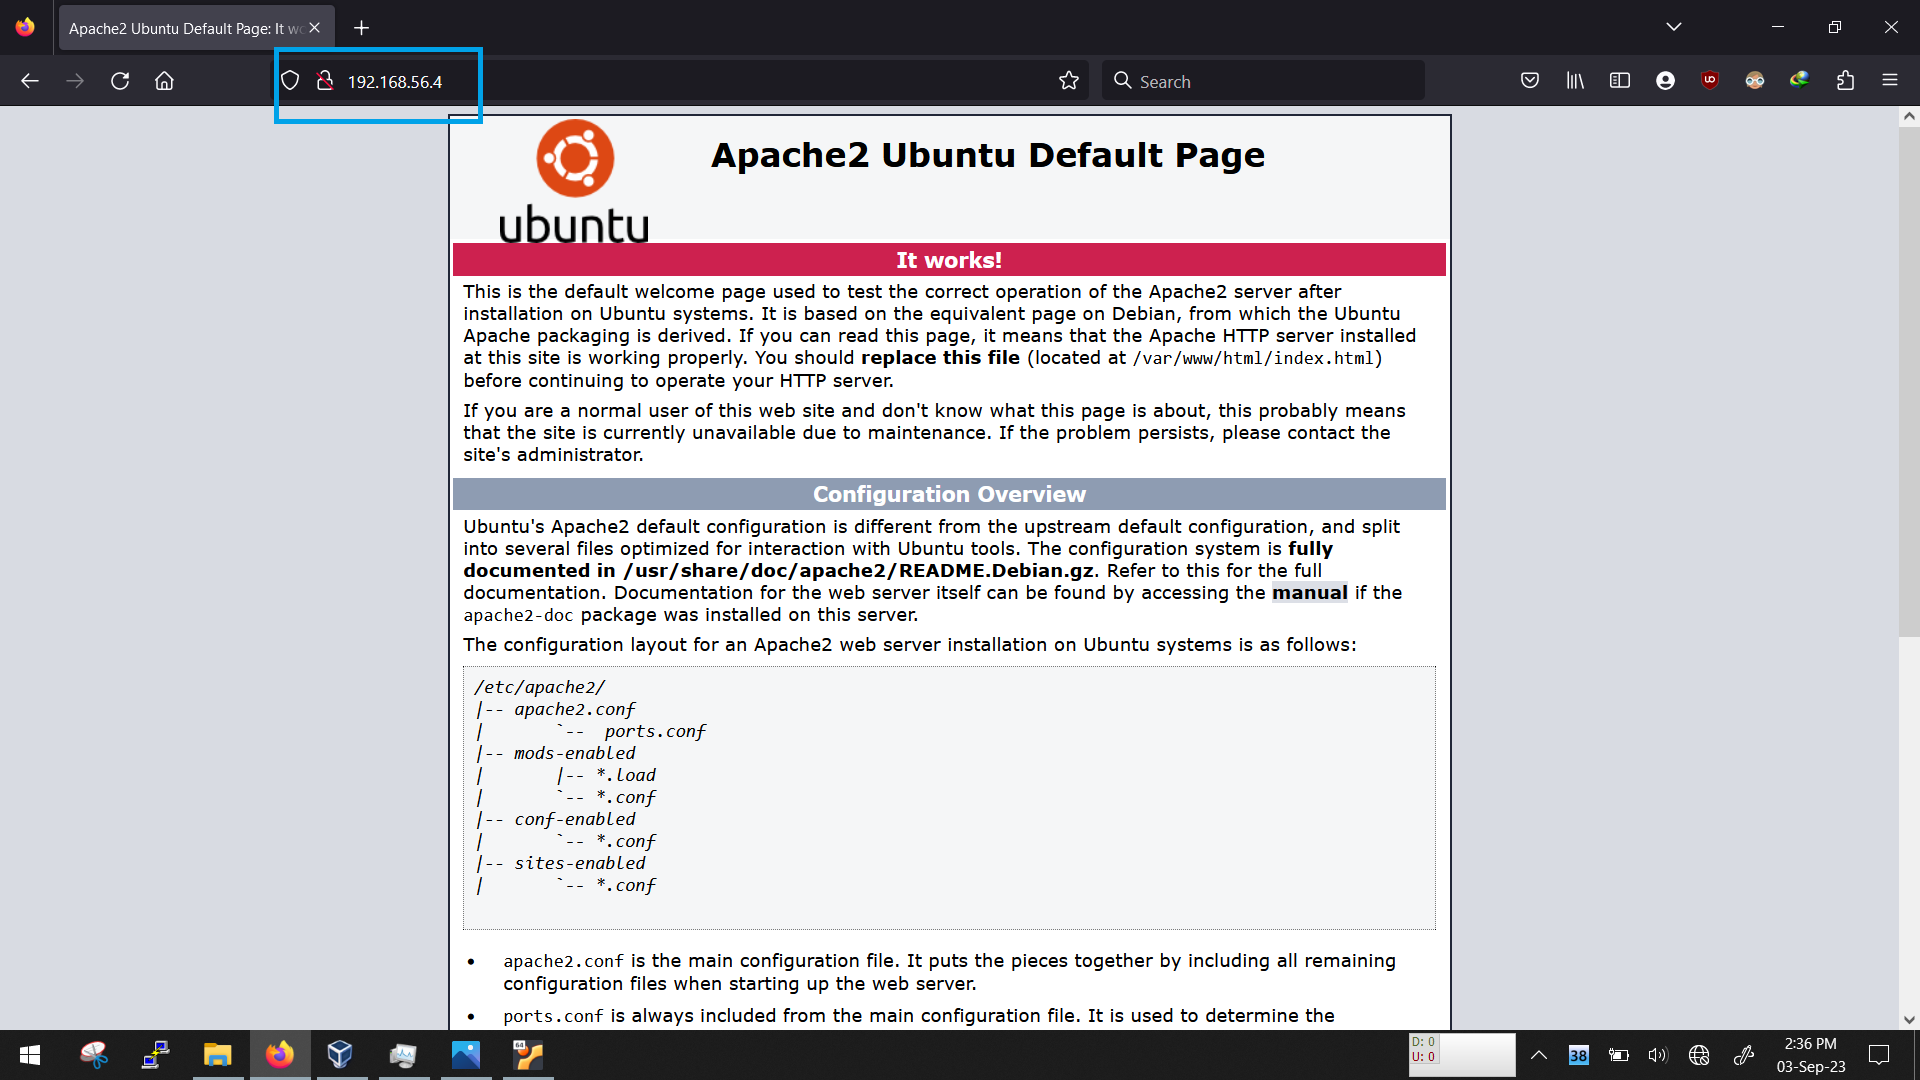 Apache2 Ubuntu Default Page: It wo
192.168.56.4
Search
ubuntu
Apache2 Ubuntu Default Page
It works!
This is the default welcome page used to test the correct operation of the Apache2 server after
installation on Ubuntu systems. It is based on the equivalent page on Debian, from which the Ubuntu
Apache packaging is derived. If you can read this page, it means that the Apache HTTP server installed
at this site is working properly. You should replace this file (located at /var/www/html/index.html)
before continuing to operate your HTTP server.
If you are a normal user of this web site and don't know what this page is about, this probably means
that the site is currently unavailable due to maintenance. If the problem persists, please contact the
site's administrator.
Configuration Overview
Ubuntu's Apache2 default configuration is different from the upstream default configuration, and split
into several files optimized for interaction with Ubuntu tools. The configuration system is fully
documented in /usr/share/doc/apache2/README.Debian.gz. Refer to this for the full
documentation. Documentation for the web server itself can be found by accessing the manual if the
apache2-doc package was installed on this server.
The configuration layout for an Apache2 web server installation on Ubuntu systems is as follows:
/etc/apache2/
|-- apache2.conf
|       `--  ports.conf
|-- mods-enabled
|       |-- *.load
|       `-- *.conf
|-- conf-enabled
|       `-- *.conf
|-- sites-enabled
|       `-- *.conf
• apache2.conf is the main configuration file. It puts the pieces together by including all remaining
configuration files when starting up the web server.
• ports.conf is always included from the main configuration file. It is used to determine the
64
D: 0
U: 0
38
2:36 PM
03-Sep-23